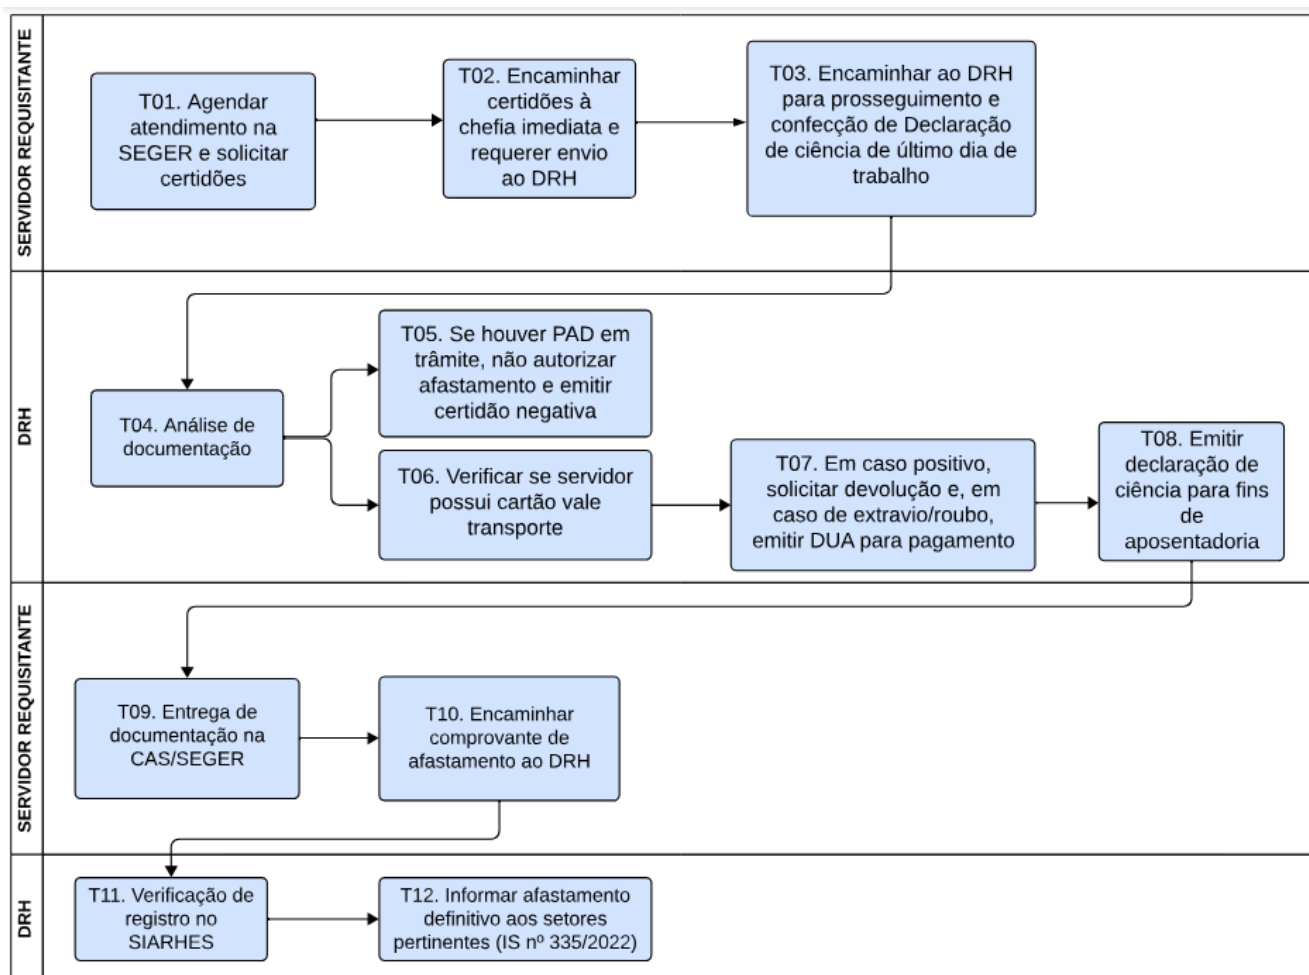 SERVIDOR REQUISITANTE
T01. Agendar
atendimento na
SEGER e solicitar
certidões
T02. Encaminhar
certidões à
chefia imediata e
requerer envio
ao DRH
T03. Encaminhar ao DRH
para prosseguimento e
confecção de Declaração
de ciência de último dia de
trabalho
DRH
T04. Análise de
documentação
T05. Se houver PAD em
trâmite, não autorizar
afastamento e emitir
certidão negativa
T06. Verificar se servidor
possui cartão vale
transporte
T07. Em caso positivo,
solicitar devolução e, em
caso de extravio/roubo,
emitir DUA para pagamento
T08. Emitir
declaração de
ciência para fins
de
aposentadoria
SERVIDOR REQUISITANTE
T09. Entrega de
documentação na
CAS/SEGER
T10. Encaminhar
comprovante de
afastamento ao DRH
DRH
T11. Verificação de
registro no
SIARHES
T12. Informar afastamento
definitivo aos setores
pertinentes (IS nº 335/2022)